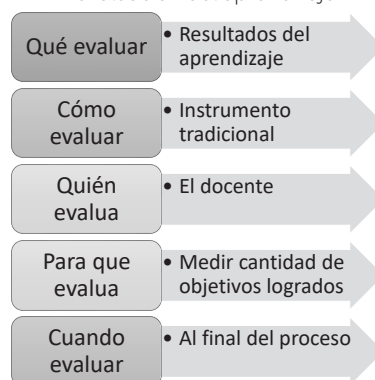 Qué evaluar
• Resultados del
aprendizaje
Cómo
evaluar
• Instrumento
tradicional
Quién
evalua
• El docente
Para que
evalua
• Medir cantidad de
objetivos logrados
Cuando
evaluar
• Al final del proceso